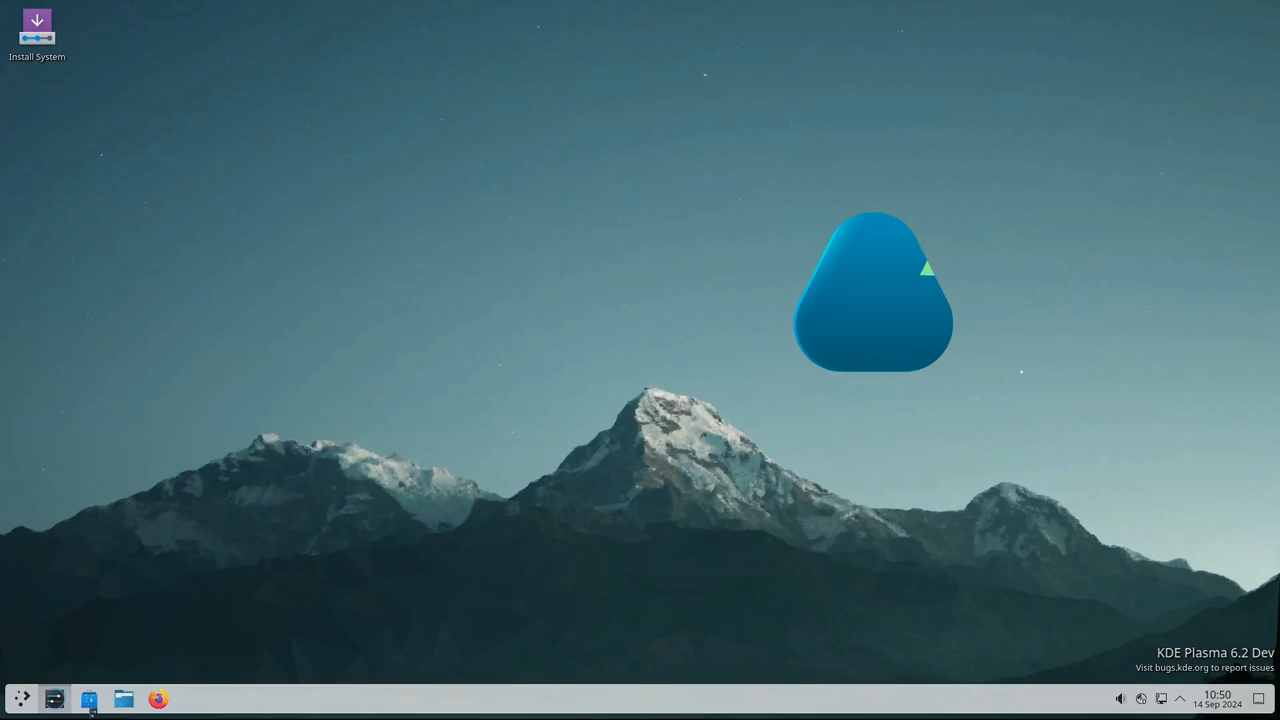 Install System
KDE Plasma 6.2 Dev
Visit bugs.kde.org to report issues
10:50
14 Sep 2024